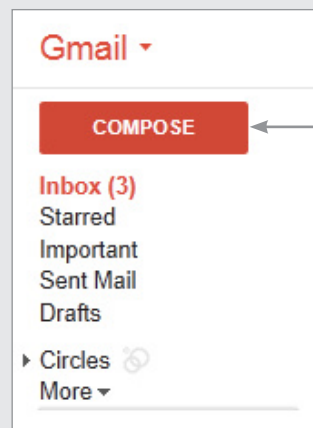 Gmail
COMPOSE
Inbox (3)
Starred
Important
Sent Mail
Drafts
Circles
More